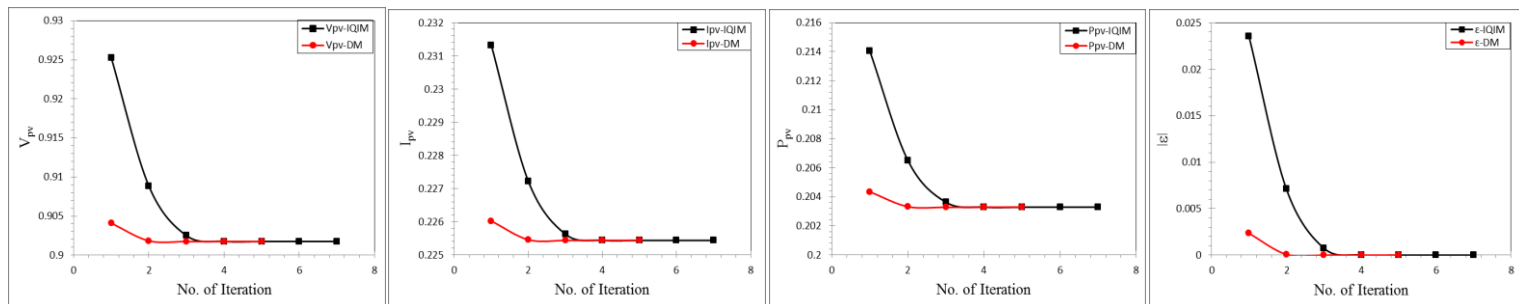 0.93
0.925
0.92
0.915
0.91
0.905
0.9
V_pv
Vpv-IQIM
Vpv-DM
0 2 4 6 8
No. of Iteration
0.232
0.231
0.23
0.229
0.228
0.227
0.226
0.225
I_pv
Ipv-IQIM
Ipv-DM
0 2 4 6 8
No. of Iteration
0.216
0.214
0.212
0.21
0.208
0.206
0.204
0.202
0.2
P_pv
Ppv-IQIM
Ppv-DM
0 2 4 6 8
No. of Iteration
0.025
0.02
0.015
0.01
0.005
0
|ε|
ε-IQIM
ε-DM
0 2 4 6 8
No. of Iteration